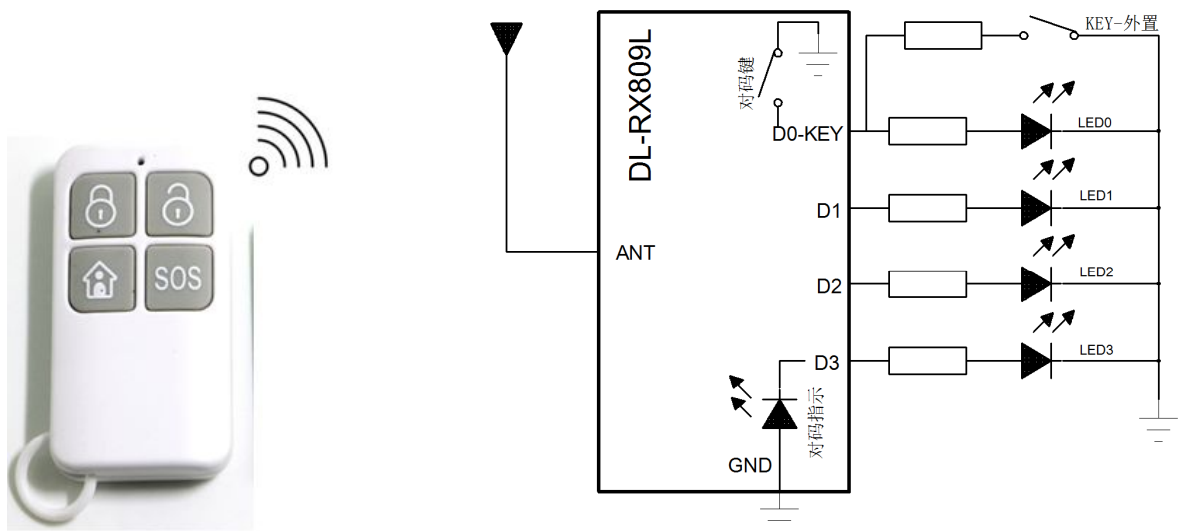 SOS
DL-RX809L
ANT
对码键
D0-KEY
D1
D2
D3
对码指示
GND
KEY-外置
LED0
LED1
LED2
LED3